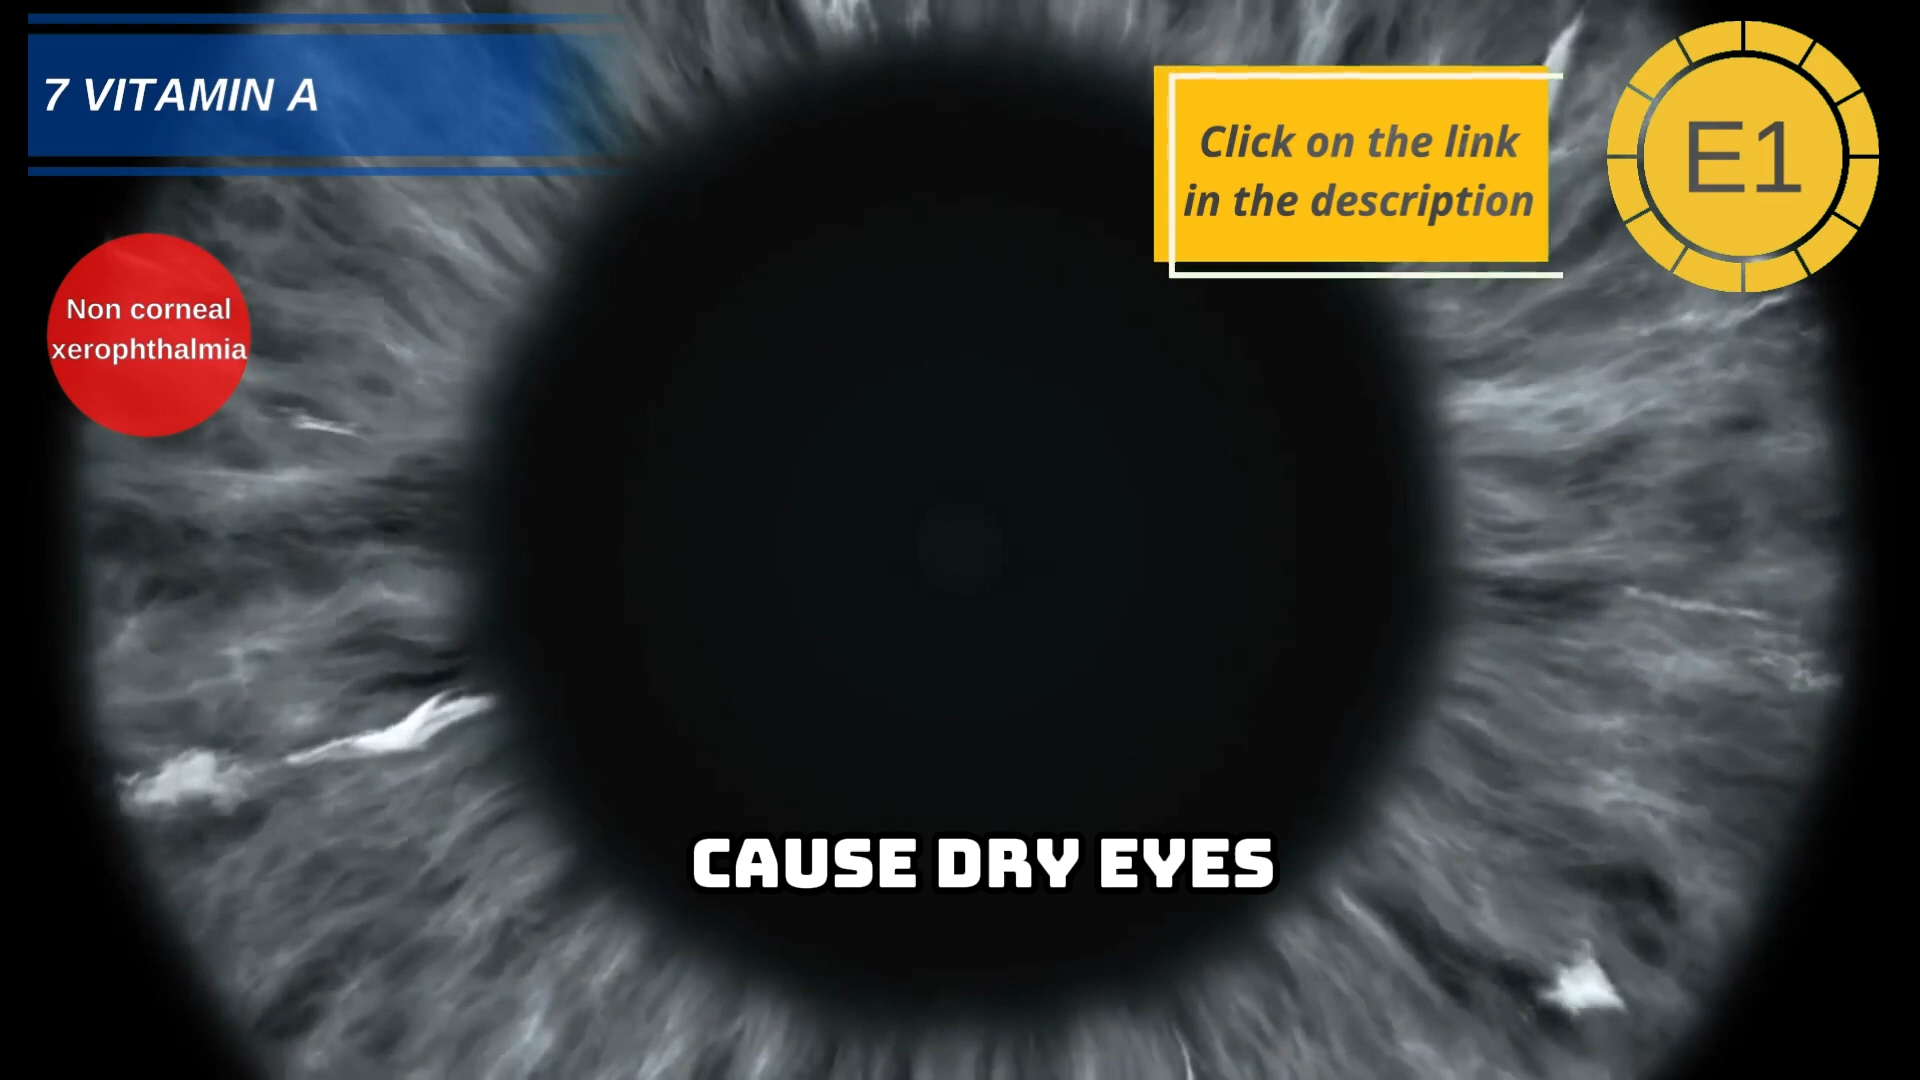 7 VITAMIN A
Click on the link
in the description
E1
Non corneal
xerophthalmia
CAUSE DRY EYES